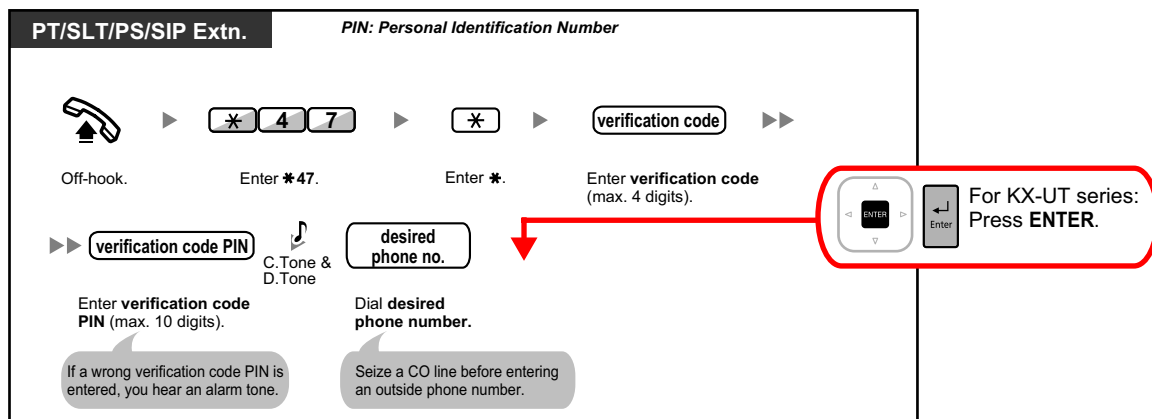 PT/SLT/PS/SIP Extn.
PIN: Personal Identification Number
* 4 7
*
verification code
Off-hook.
Enter *47.
Enter *.
Enter verification code
(max. 4 digits).
ENTER
Enter
For KX-UT series:
Press ENTER.
verification code PIN
C.Tone &
D.Tone
desired
phone no.
Enter verification code
PIN (max. 10 digits).
Dial desired
phone number.
If a wrong verification code PIN is
entered, you hear an alarm tone.
Seize a CO line before entering
an outside phone number.